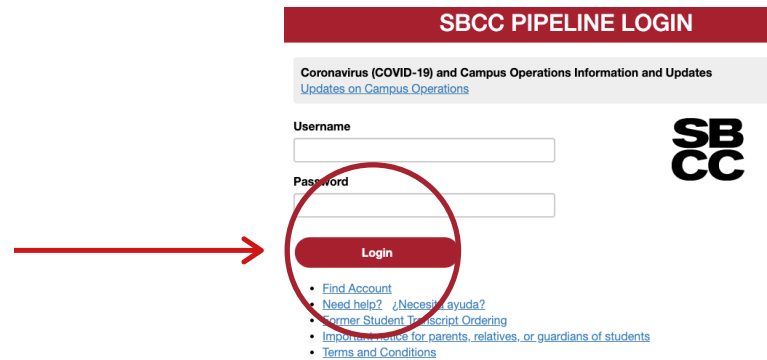 SBCC PIPELINE LOGIN
Coronavirus (COVID-19) and Campus Operations Information and Updates
Updates on Campus Operations
Username
SB
CC
Password
Login
Find Account
Need help? ¿Necesita ayuda?
Former Student Transcript Ordering
Important notice for parents, relatives, or guardians of students
Terms and Conditions